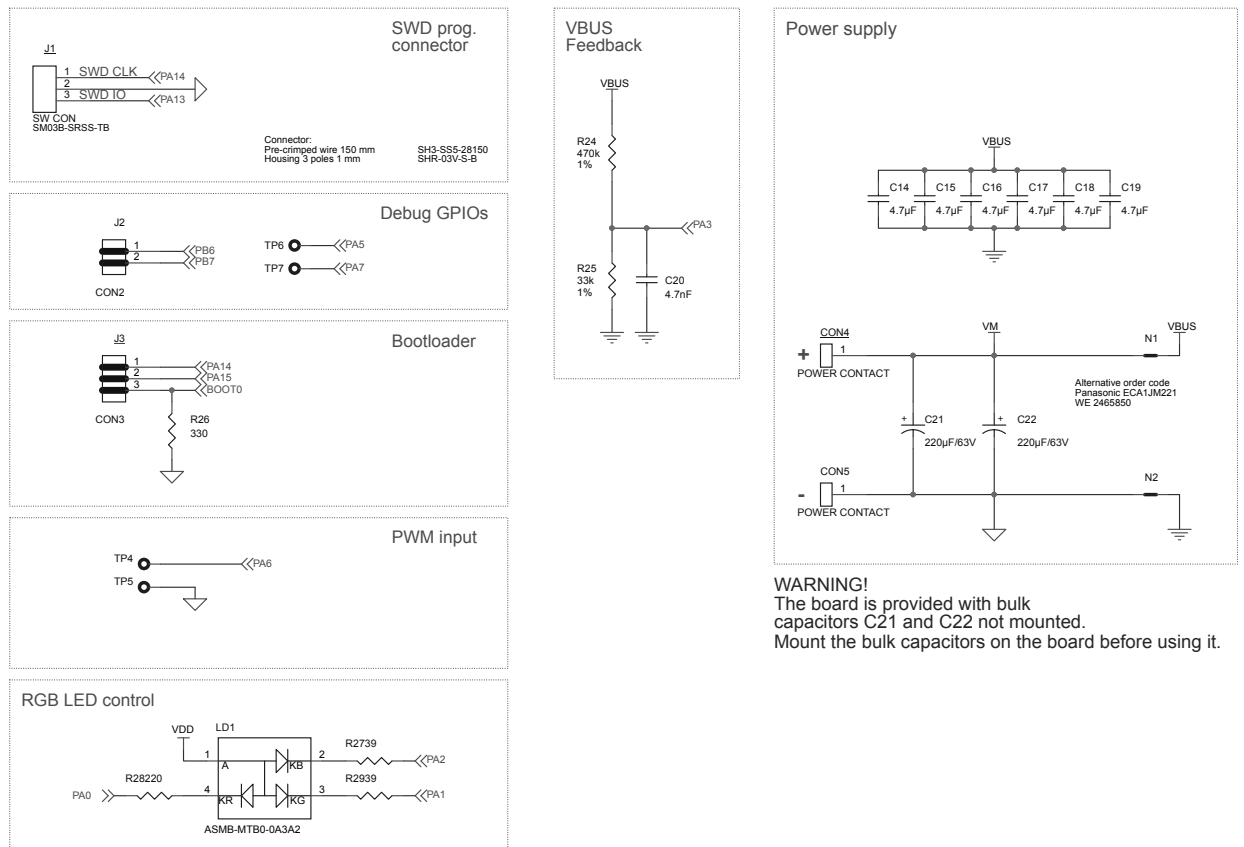 SWD prog.
connector
J1
1 SWD CLK PA14
2
3 SWD IO PA13
SW CON
SM03B-SRSS-TB
Connector:
Pre-crimped wire 150 mm SH3-SS5-28150
Housing 3 poles 1 mm SHR-03V-S-B
Debug GPIOs
J2
1 PB6
2 PB7
CON2
TP6 PA5
TP7 PA7
Bootloader
J3
1 PA14
2 PA15
3 BOOT0
CON3
R26
330
PWM input
TP4 PA6
TP5
RGB LED control
VDD
LD1
1
A
KB
2
R2739
PA2
PA0
R28220
4
KR
KG
3
R2939
PA1
ASMB-MTB0-0A3A2
VBUS
Feedback
VBUS
R24
470k
1%
PA3
R25
33k
1%
C20
4.7nF
Power supply
VBUS
C14 C15 C16 C17 C18 C19
4.7µF 4.7µF 4.7µF 4.7µF 4.7µF 4.7µF
CON4
+ 1
POWER CONTACT
VM
N1
VBUS
Alternative order code
Panasonic ECA1JM221
WE 2465850
+ C21
220µF/63V
+ C22
220µF/63V
CON5
- 1
POWER CONTACT
N2
WARNING!
The board is provided with bulk
capacitors C21 and C22 not mounted.
Mount the bulk capacitors on the board before using it.